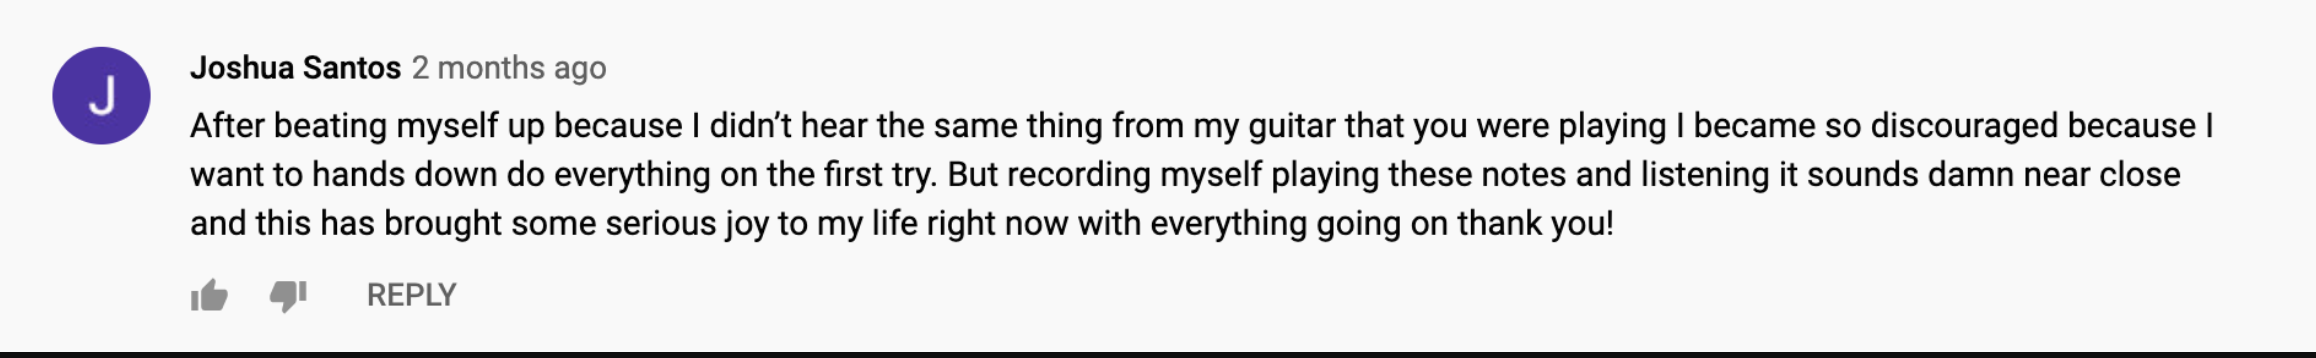 J
Joshua Santos 2 months ago
After beating myself up because I didn’t hear the same thing from my guitar that you were playing I became so discouraged because I
want to hands down do everything on the first try. But recording myself playing these notes and listening it sounds damn near close
and this has brought some serious joy to my life right now with everything going on thank you!
REPLY